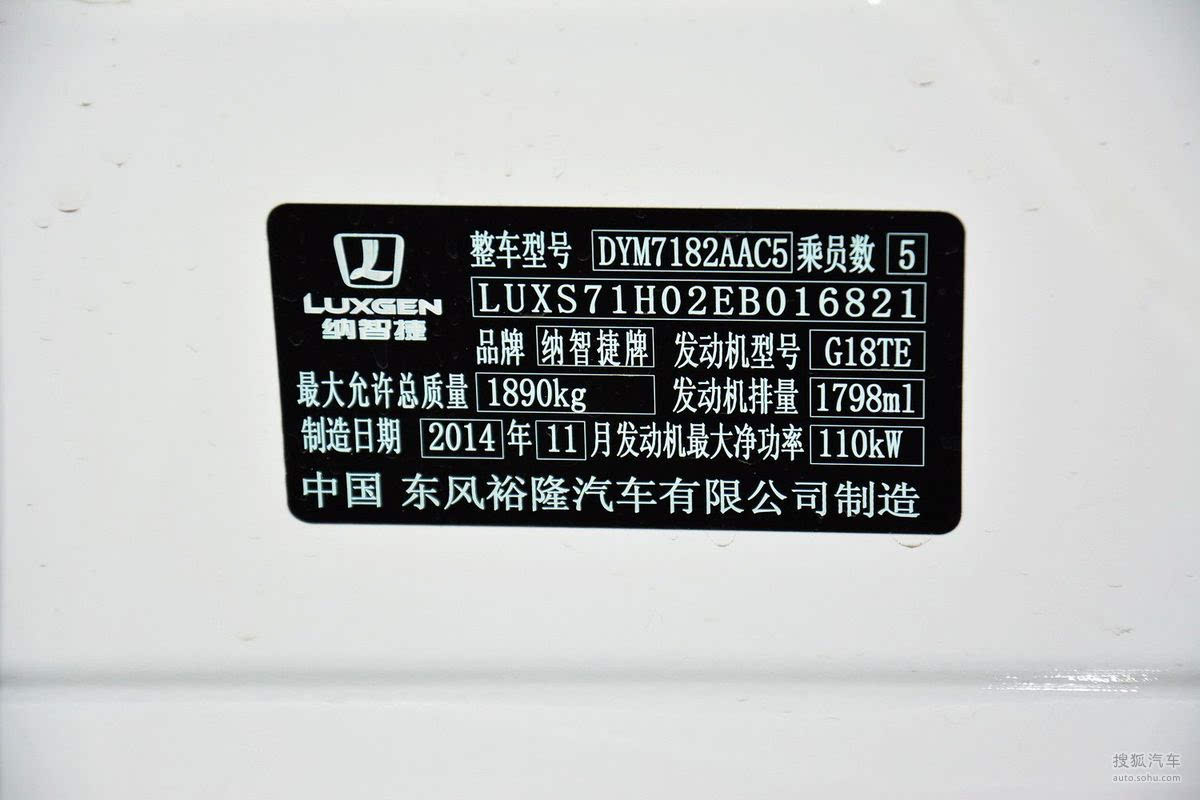 整车型号 DYM7182AAC5 乘员数 5
LUXGEN
纳智捷
LUXS71H02EB016821
品牌 纳智捷牌 发动机型号 G18TE
最大允许总质量 1890kg 发动机排量 1798ml
制造日期 2014 年 11 月 发动机最大净功率 110kW
中国 东风裕隆汽车有限公司制造
搜狐汽车
auto.sohu.com